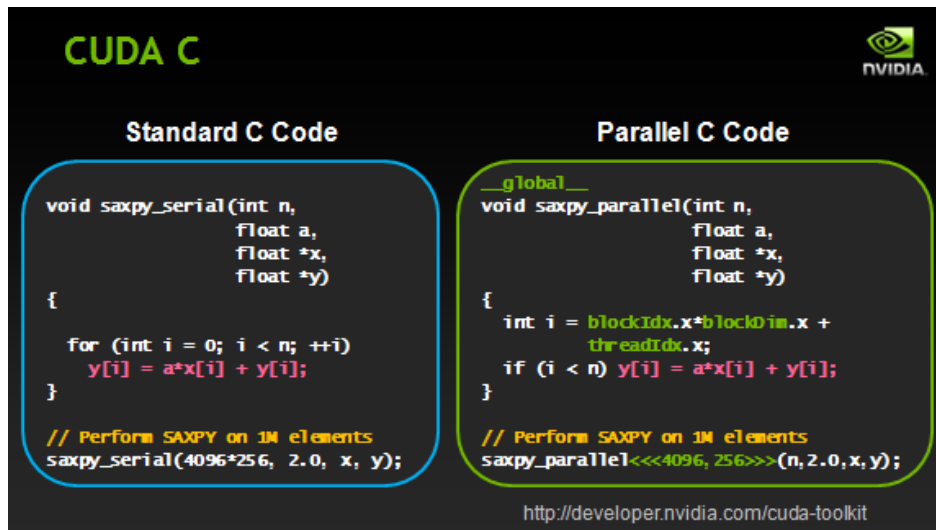 CUDA C
NVIDIA.
Standard C Code
void saxpy_serial(int n,
float a,
float *x,
float *y)
{
for (int i = 0; i < n; ++i)
y[i] = a*x[i] + y[i];
}
// Perform SAXPY on 1M elements
saxpy_serial(4096*256, 2.0, x, y);
Parallel C Code
__global__
void saxpy_parallel(int n,
float a,
float *x,
float *y)
{
int i = blockIdx.x*blockDim.x +
threadIdx.x;
if (i < n) y[i] = a*x[i] + y[i];
}
// Perform SAXPY on 1M elements
saxpy_parallel<<<4096,256>>>(n,2.0,x,y);
http://developer.nvidia.com/cuda-toolkit